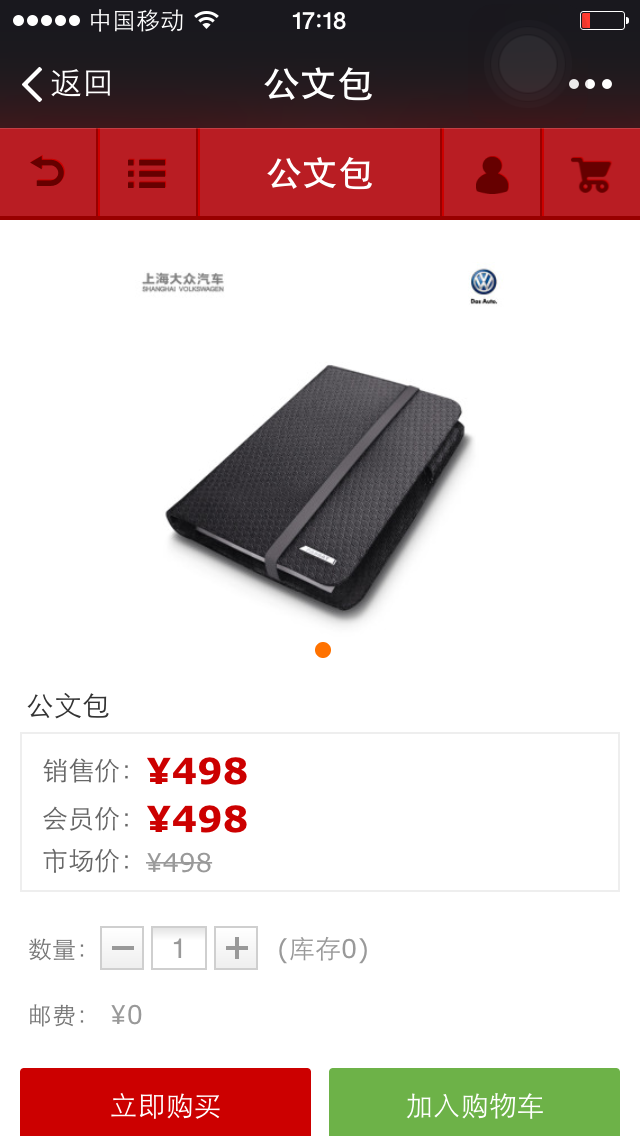 中国移动 17:18
返回 公文包
公文包
上海大众汽车
SHANGHAI VOLKSWAGEN
Das Auto.
公文包
销售价: ¥498
会员价: ¥498
市场价: ¥498
数量: 1 (库存0)
邮费: ¥0
立即购买 加入购物车